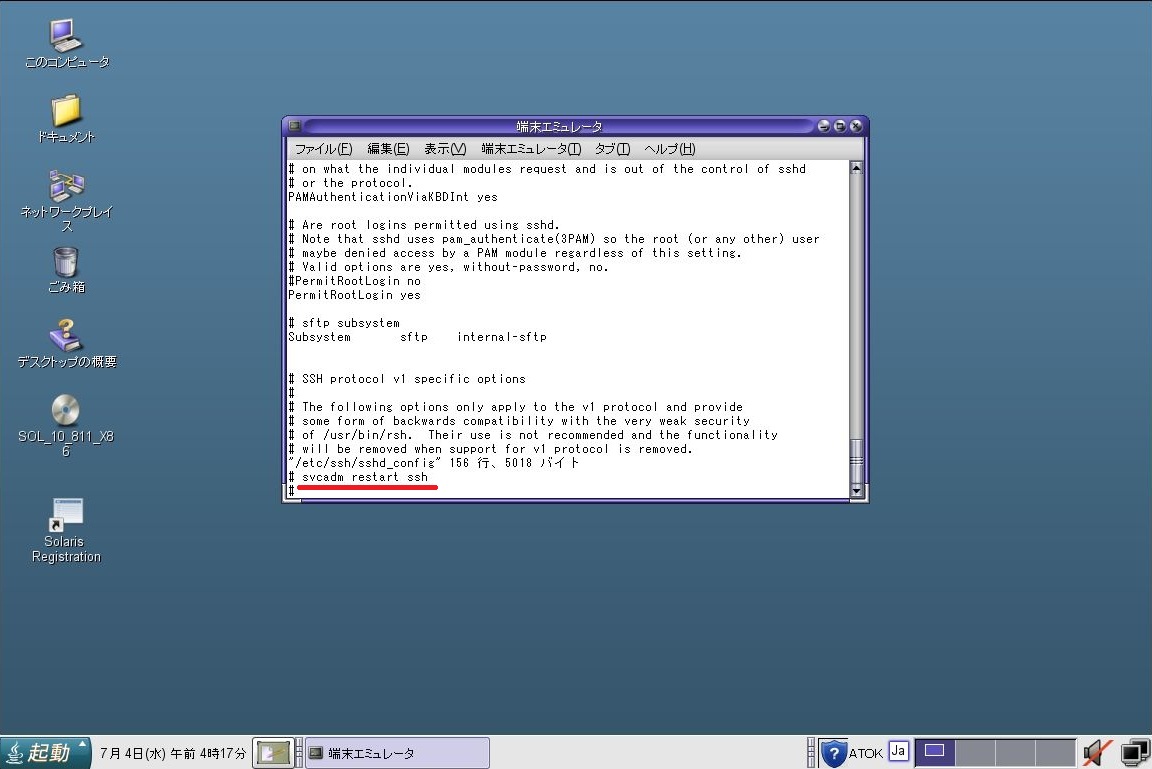 このコンピュータ
ドキュメント
ネットワークプレイ
ス
ごみ箱
デスクトップの概要
SOL_10_811_X8
6
Solaris
Registration
端末エミュレータ
ファイル(F) 編集(E) 表示(V) 端末エミュレータ(T) タブ(T) ヘルプ(H)
# on what the individual modules request and is out of the control of sshd
# or the protocol.
PAMAuthenticationViaKBDInt yes
# Are root logins permitted using sshd.
# Note that sshd uses pam_authenticate(3PAM) so the root (or any other) user
# maybe denied access by a PAM module regardless of this setting.
# Valid options are yes, without-password, no.
#PermitRootLogin no
PermitRootLogin yes
# sftp subsystem
Subsystem sftp internal-sftp
# SSH protocol v1 specific options
#
# The following options only apply to the v1 protocol and provide
# some form of backwards compatibility with the very weak security
# of /usr/bin/rsh. Their use is not recommended and the functionality
# will be removed when support for v1 protocol is removed.
"/etc/ssh/sshd_config" 156 行、5018 バイト
# svcadm restart ssh
#
起動 7月 4日(水) 午前 4時17分 端末エミュレータ ATOK Ja